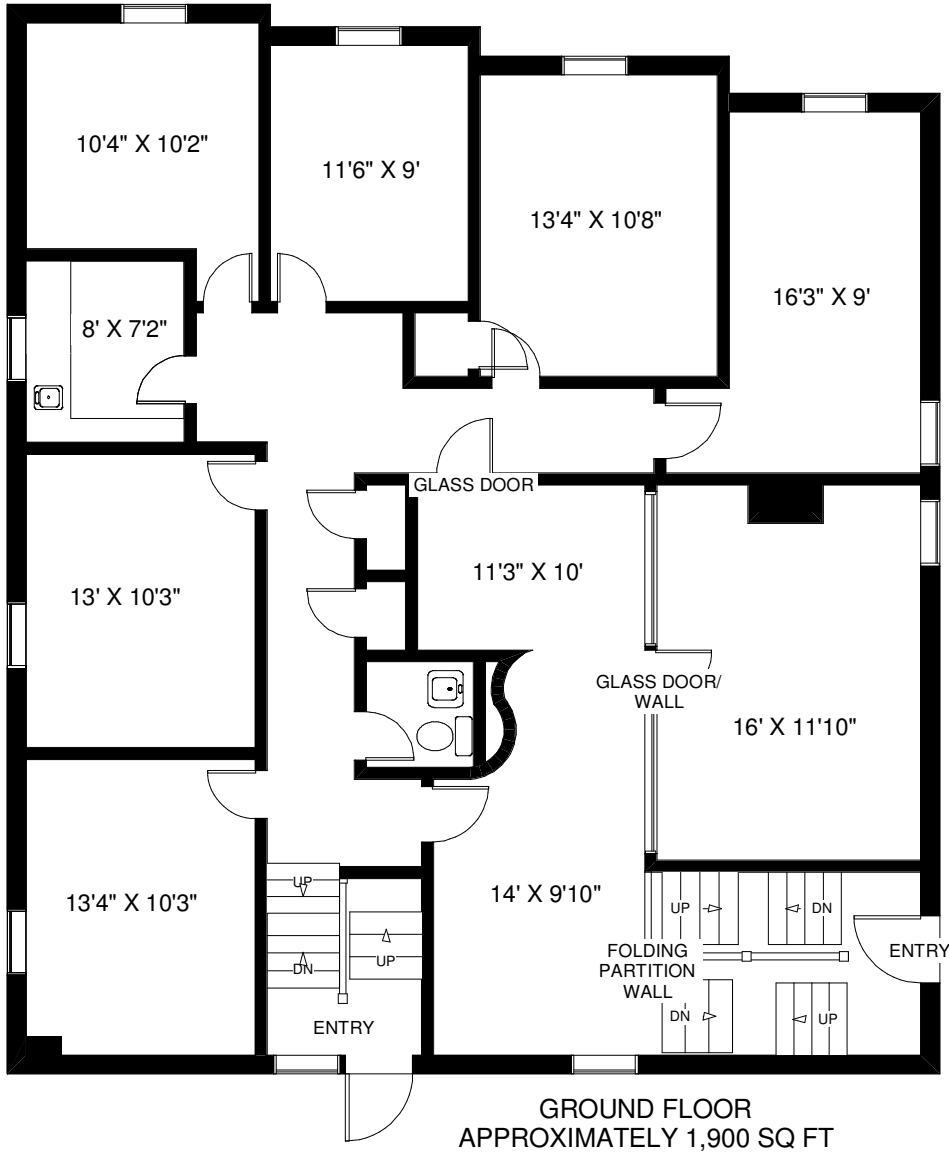 10'4" X 10'2"
11'6" X 9'
13'4" X 10'8"
16'3" X 9'
8' X 7'2"
GLASS DOOR
11'3" X 10'
13' X 10'3"
GLASS DOOR/
WALL
16' X 11'10"
13'4" X 10'3"
UP
DN
UP
ENTRY
14' X 9'10"
UP
DN
FOLDING
PARTITION
WALL
ENTRY
DN
UP
GROUND FLOOR
APPROXIMATELY 1,900 SQ FT